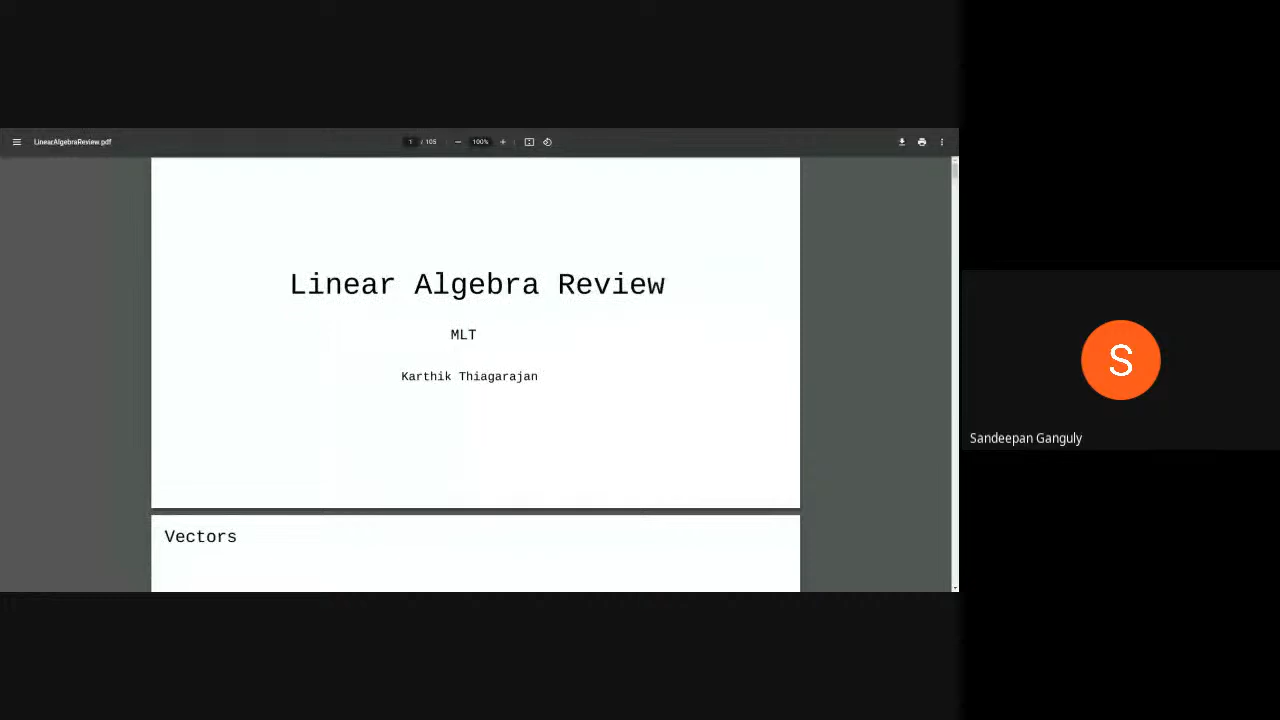 LinearAlgebraReview.pdf
1 / 105
100%
Linear Algebra Review
MLT
Karthik Thiagarajan
Vectors
S
Sandeepan Ganguly